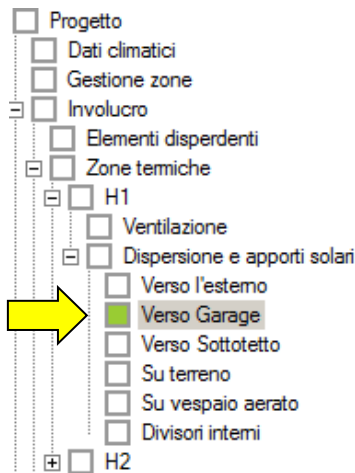 Progetto
Dati climatici
Gestione zone
Involucro
Elementi disperdenti
Zone termiche
H1
Ventilazione
Dispersione e apporti solari
Verso l'esterno
Verso Garage
Verso Sottotetto
Su terreno
Su vespaio aerato
Divisori interni
H2